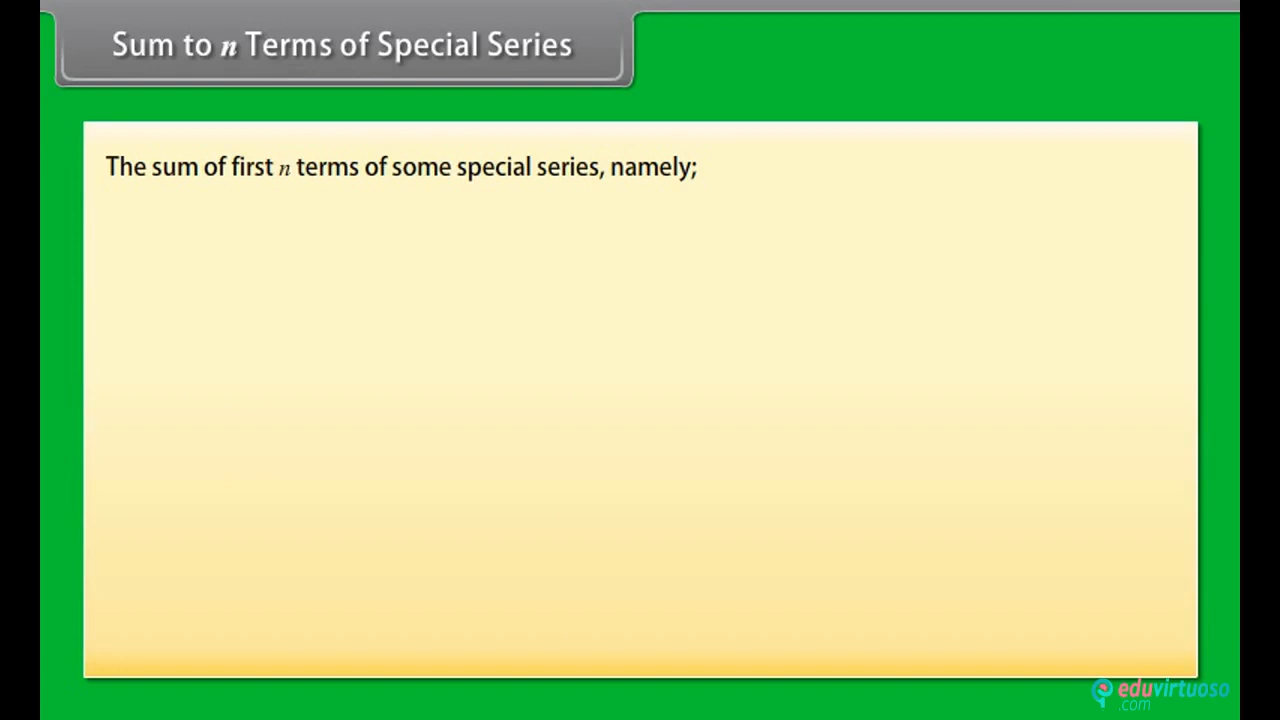 Sum to n Terms of Special Series
The sum of first n terms of some special series, namely;
eduvirtuoso
.com